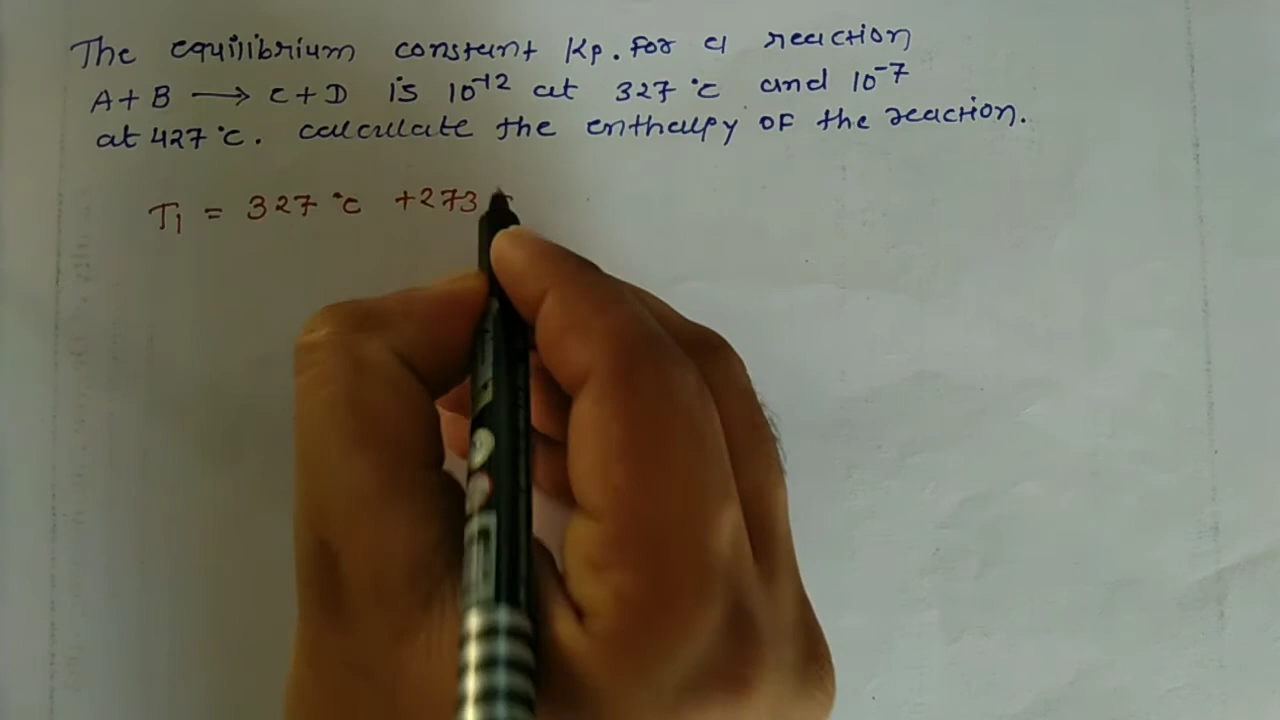 The equilibrium constant Kp. for a reaction
A + B ⟶ C + D is 10⁻¹² at 327 °C and 10⁻⁷
at 427 °C. calculate the enthalpy OF the reaction.
T₁ = 327 °C +273